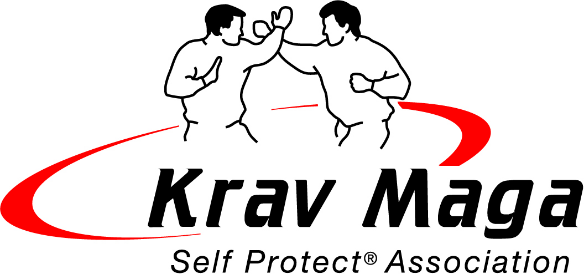 Krav Maga
Self Protect® Association